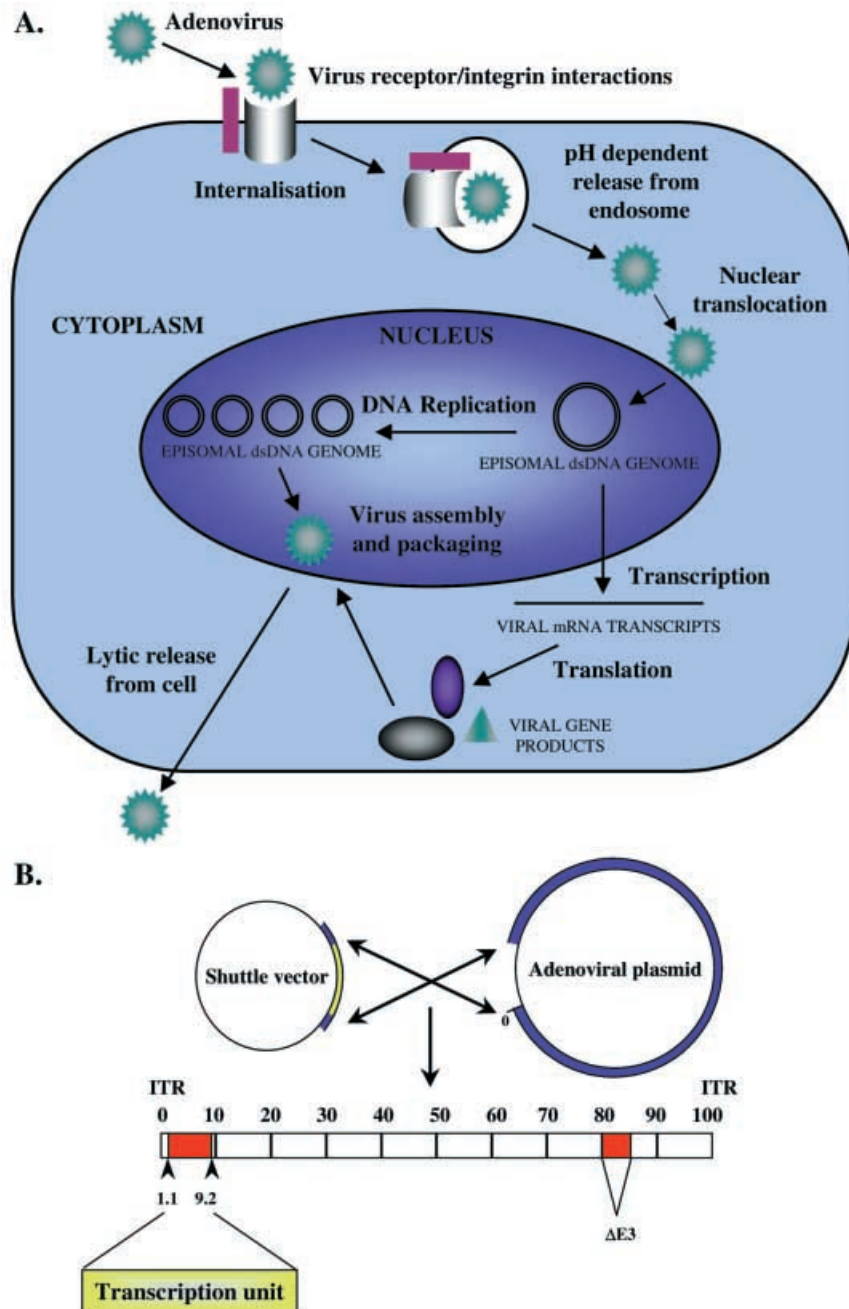 A.
Adenovirus
Virus receptor/integrin interactions
Internalisation
pH dependent
release from
endosome
Nuclear
translocation
CYTOPLASM
NUCLEUS
DNA Replication
EPISOMAL dsDNA GENOME
EPISOMAL dsDNA GENOME
Virus assembly
and packaging
Transcription
VIRAL mRNA TRANSCRIPTS
Translation
Lytic release
from cell
VIRAL GENE
PRODUCTS
B.
Shuttle vector
Adenoviral plasmid
0
ITR ITR
0 10 20 30 40 50 60 70 80 90 100
1.1 9.2
ΔE3
Transcription unit